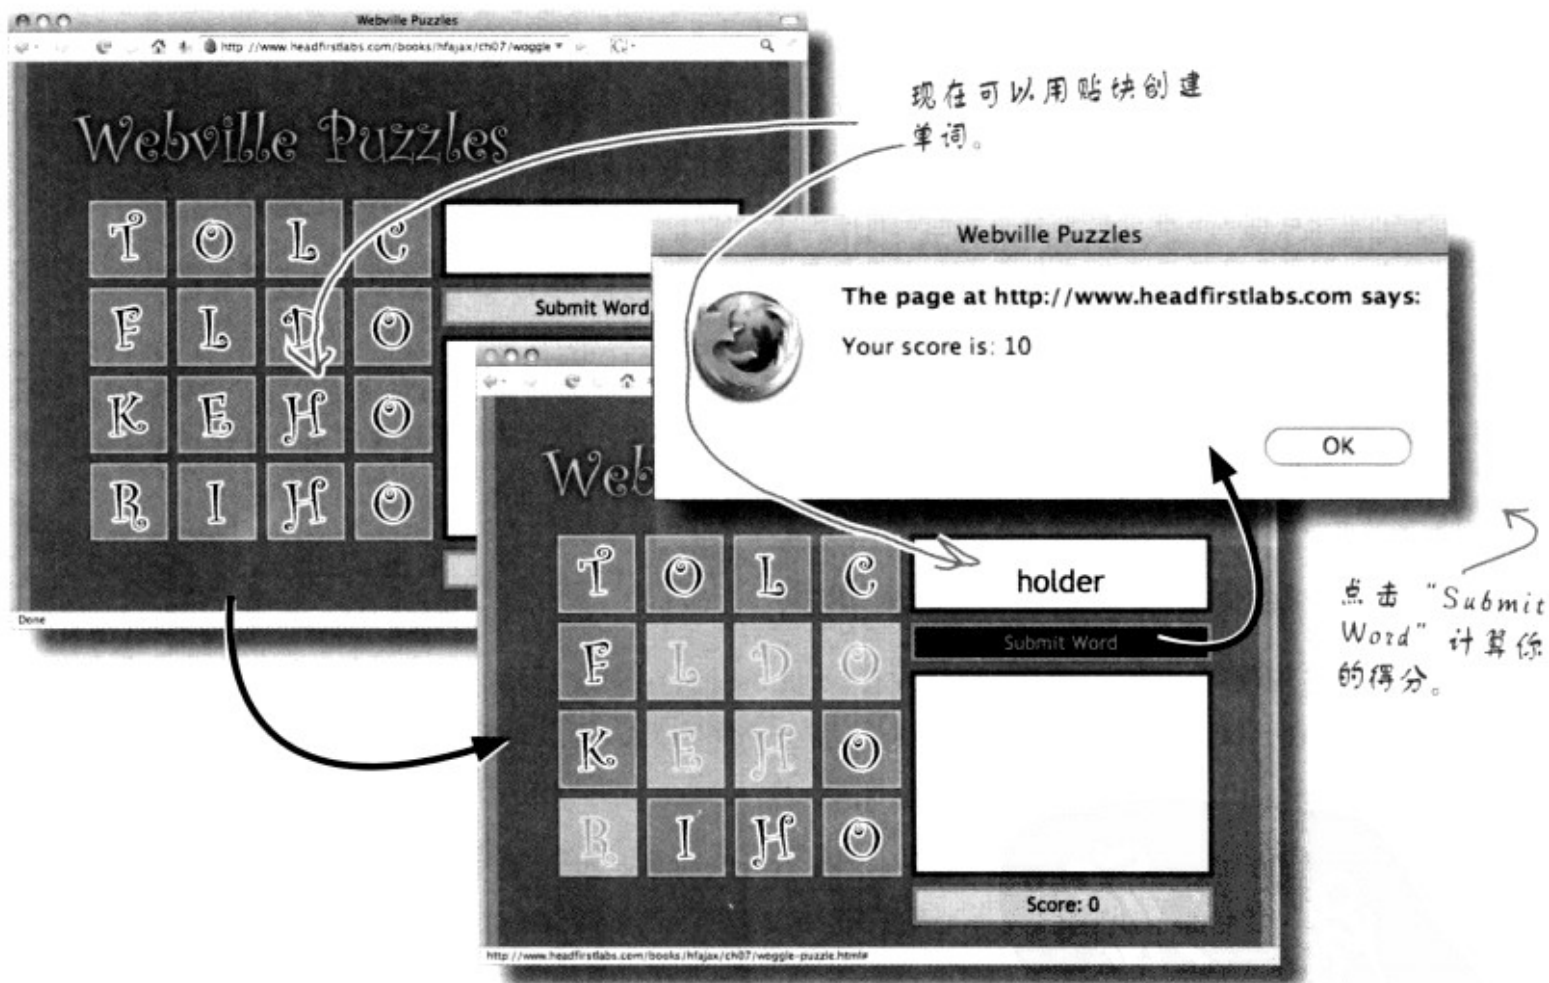 Webville Puzzles
http://www.headfirstlabs.com/books/hfajax/ch07/woggle
Webville Puzzles
T O L C
F L D O
Submit Word
K E H O
R I H O
Done
现在可以用贴块创建
单词。
Webville Puzzles
The page at http://www.headfirstlabs.com says:
Your score is: 10
OK
Web
T O L C
holder
F L D O
Submit Word
K E H O
R I H O
Score: 0
http://www.headfirstlabs.com/books/hfajax/ch07/woggle-puzzle.html#
点击“Submit
Word”计算你
的得分。